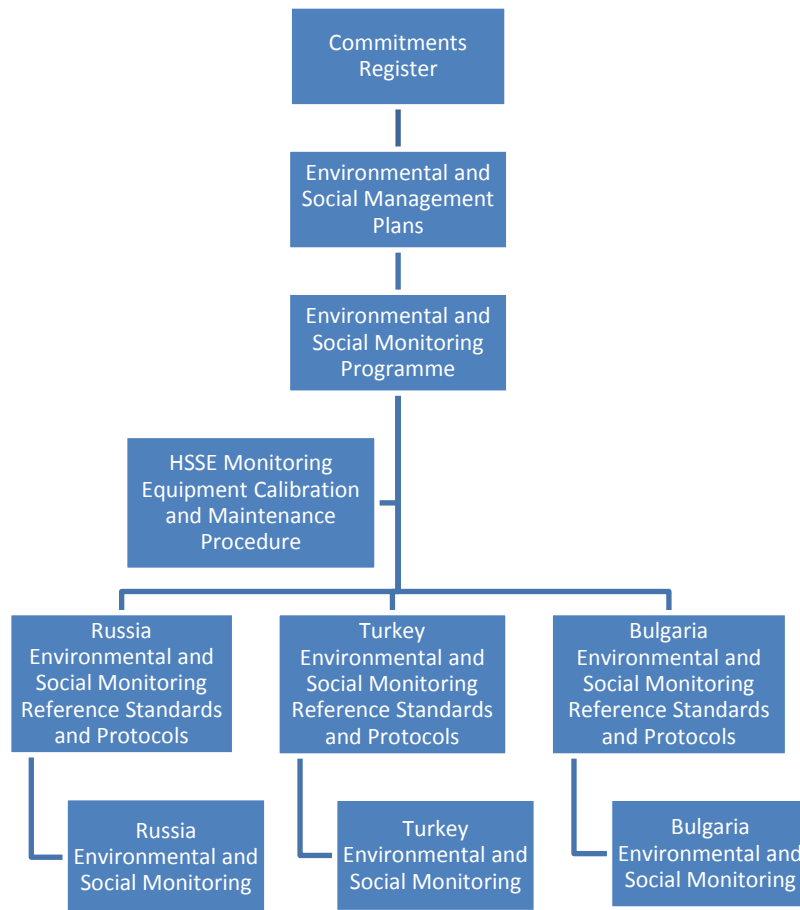 Commitments
Register
Environmental and
Social Management
Plans
Environmental and
Social Monitoring
Programme
HSSE Monitoring
Equipment Calibration
and Maintenance
Procedure
Russia
Environmental and
Social Monitoring
Reference Standards
and Protocols
Turkey
Environmental and
Social Monitoring
Reference Standards
and Protocols
Bulgaria
Environmental and
Social Monitoring
Reference Standards
and Protocols
Russia
Environmental and
Social Monitoring
Turkey
Environmental and
Social Monitoring
Bulgaria
Environmental and
Social Monitoring